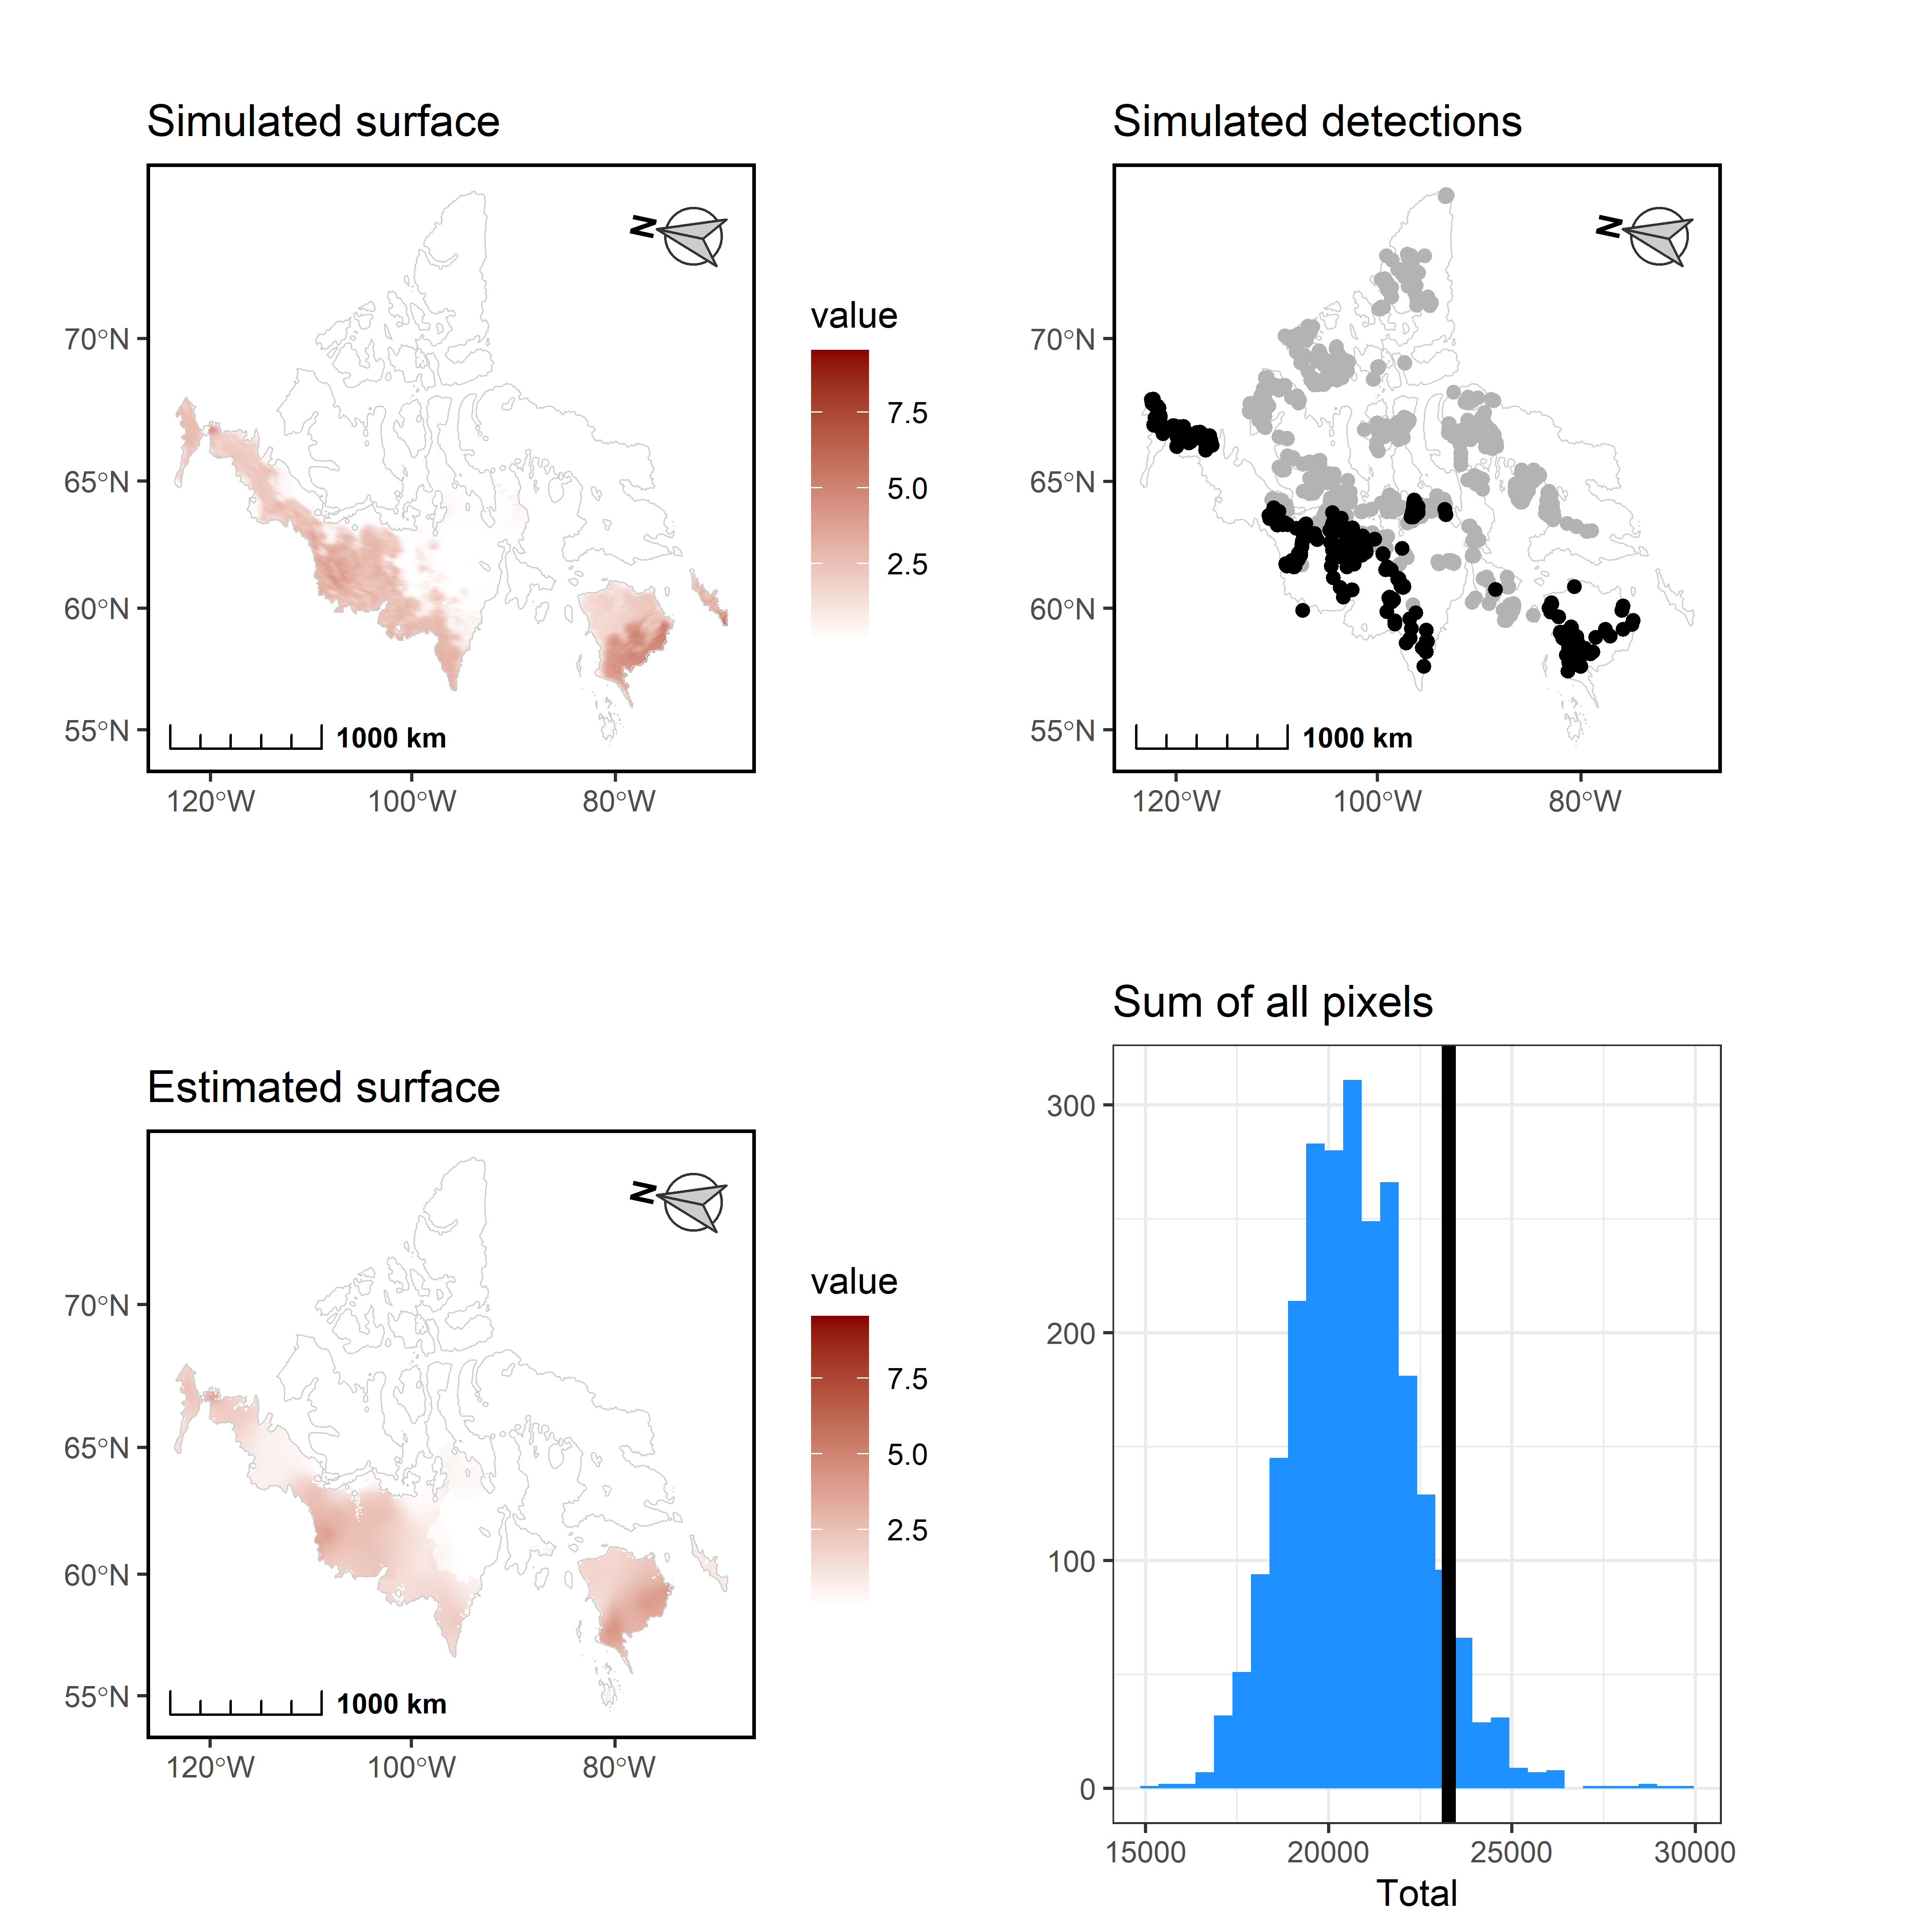 Simulated surface
N
70°N
65°N
60°N
55°N
1000 km
120°W 100°W 80°W
value
7.5
5.0
2.5
Simulated detections
N
70°N
65°N
60°N
55°N
1000 km
120°W 100°W 80°W
Estimated surface
N
70°N
65°N
60°N
55°N
1000 km
120°W 100°W 80°W
value
7.5
5.0
2.5
Sum of all pixels
300
200
100
0
15000 20000 25000 30000
Total